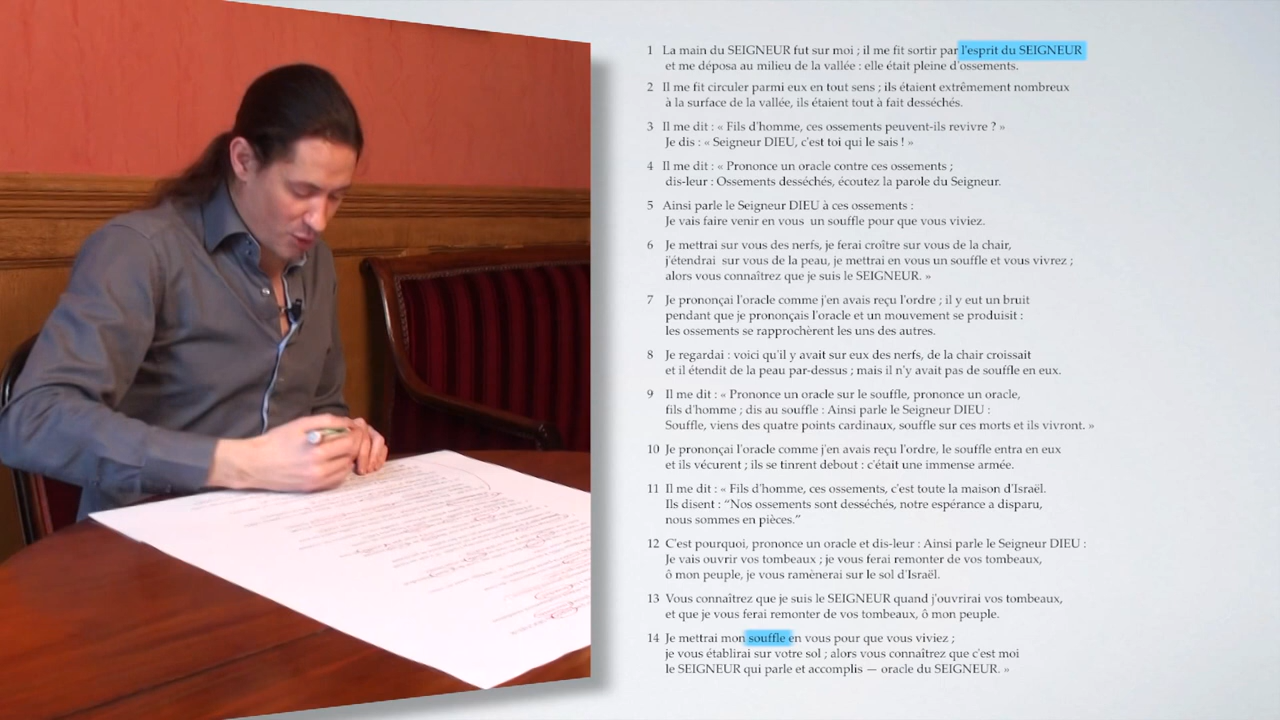 1 La main du SEIGNEUR fut sur moi ; il me fit sortir par l'esprit du SEIGNEUR
et me déposa au milieu de la vallée : elle était pleine d'ossements.
2 Il me fit circuler parmi eux en tout sens ; ils étaient extrêmement nombreux
à la surface de la vallée, ils étaient tout à fait desséchés.
3 Il me dit : « Fils d'homme, ces ossements peuvent-ils revivre ? »
Je dis : « Seigneur DIEU, c'est toi qui le sais ! »
4 Il me dit : « Prononce un oracle contre ces ossements ;
dis-leur : Ossements desséchés, écoutez la parole du Seigneur.
5 Ainsi parle le Seigneur DIEU à ces ossements :
Je vais faire venir en vous un souffle pour que vous viviez.
6 Je mettrai sur vous des nerfs, je ferai croître sur vous de la chair,
j'étendrai sur vous de la peau, je mettrai en vous un souffle et vous vivrez ;
alors vous connaîtrez que je suis le SEIGNEUR. »
7 Je prononçai l'oracle comme j'en avais reçu l'ordre ; il y eut un bruit
pendant que je prononçais l'oracle et un mouvement se produisit :
les ossements se rapprochèrent les uns des autres.
8 Je regardai : voici qu'il y avait sur eux des nerfs, de la chair croissait
et il étendit de la peau par-dessus ; mais il n'y avait pas de souffle en eux.
9 Il me dit : « Prononce un oracle sur le souffle, prononce un oracle,
fils d'homme ; dis au souffle : Ainsi parle le Seigneur DIEU :
Souffle, viens des quatre points cardinaux, souffle sur ces morts et ils vivront. »
10 Je prononçai l'oracle comme j'en avais reçu l'ordre, le souffle entra en eux
et ils vécurent ; ils se tinrent debout : c'était une immense armée.
11 Il me dit : « Fils d'homme, ces ossements, c'est toute la maison d'Israël.
Ils disent : “Nos ossements sont desséchés, notre espérance a disparu,
nous sommes en pièces.”
12 C'est pourquoi, prononce un oracle et dis-leur : Ainsi parle le Seigneur DIEU :
Je vais ouvrir vos tombeaux ; je vous ferai remonter de vos tombeaux,
ô mon peuple, je vous ramènerai sur le sol d'Israël.
13 Vous connaîtrez que je suis le SEIGNEUR quand j'ouvrirai vos tombeaux,
et que je vous ferai remonter de vos tombeaux, ô mon peuple.
14 Je mettrai mon souffle en vous pour que vous viviez ;
je vous établirai sur votre sol ; alors vous connaîtrez que c'est moi
le SEIGNEUR qui parle et accomplis — oracle du SEIGNEUR. »